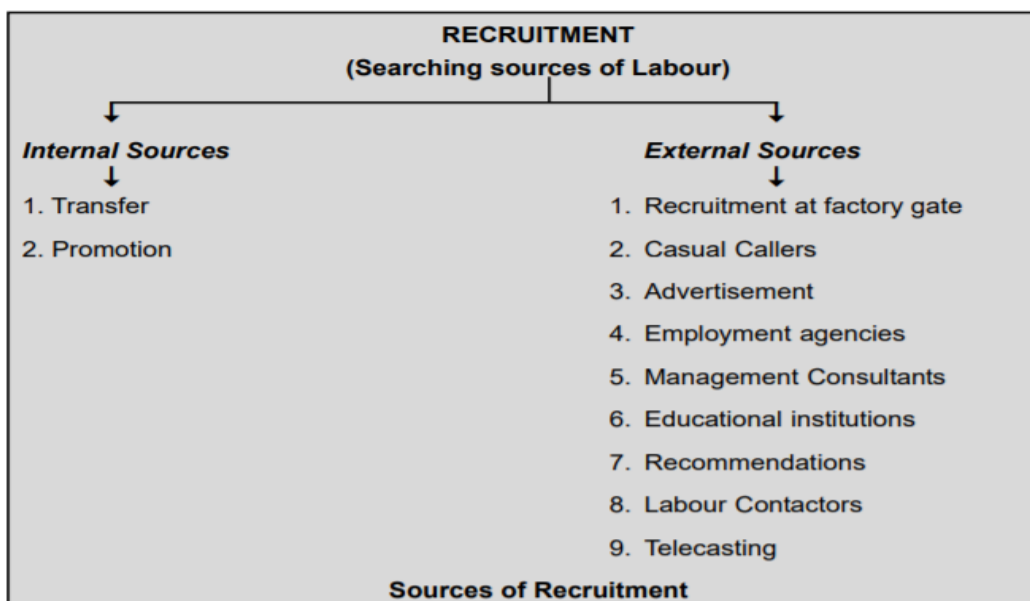 RECRUITMENT
(Searching sources of Labour)
Internal Sources
1. Transfer
2. Promotion
External Sources
1. Recruitment at factory gate
2. Casual Callers
3. Advertisement
4. Employment agencies
5. Management Consultants
6. Educational institutions
7. Recommendations
8. Labour Contactors
9. Telecasting
Sources of Recruitment